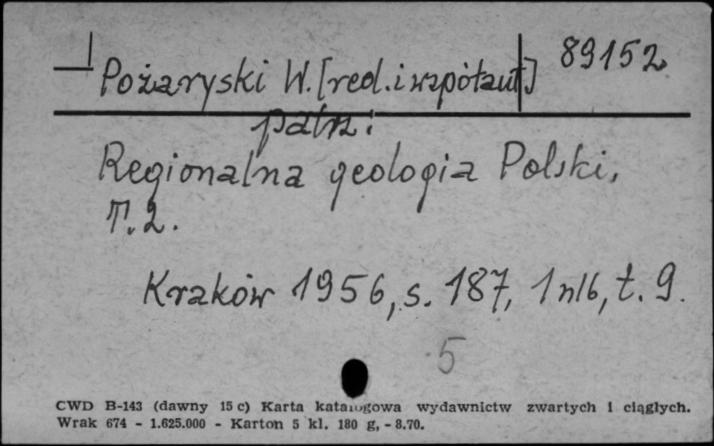 Pożaryski W. [red. i współaut] 89152
patrz:
Regionalna geologia Polski,
T. 2.
Kraków 1956, s. 187, 1 nlb, t. 9.
5
CWD B-143 (dawny 15 c) Karta katalogowa wydawnictw zwartych i ciągłych.
Wrak 674 - 1.625.000 - Karton 5 kl. 180 g, - 8.70.